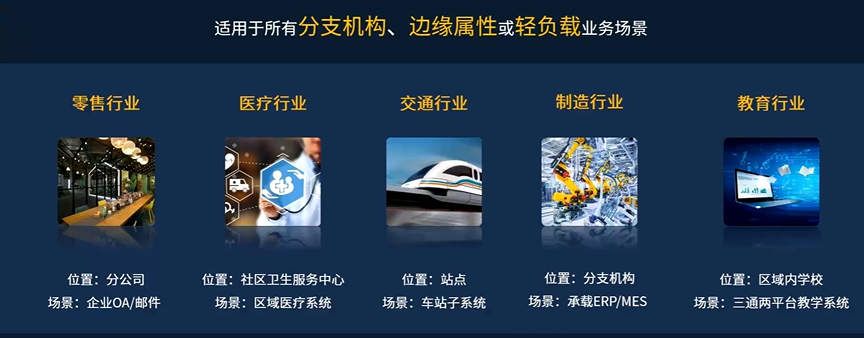 适用于所有分支机构、边缘属性或轻负载业务场景
零售行业
医疗行业
交通行业
制造行业
教育行业
位置：分公司
场景：企业OA/邮件
位置：社区卫生服务中心
场景：区域医疗系统
位置：站点
场景：车站子系统
位置：分支机构
场景：承载ERP/MES
位置：区域内学校
场景：三通两平台教学系统